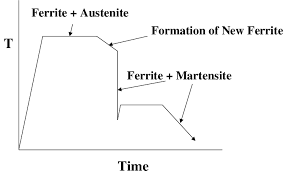 Ferrite + Austenite
Formation of New Ferrite
T
Ferrite + Martensite
Time